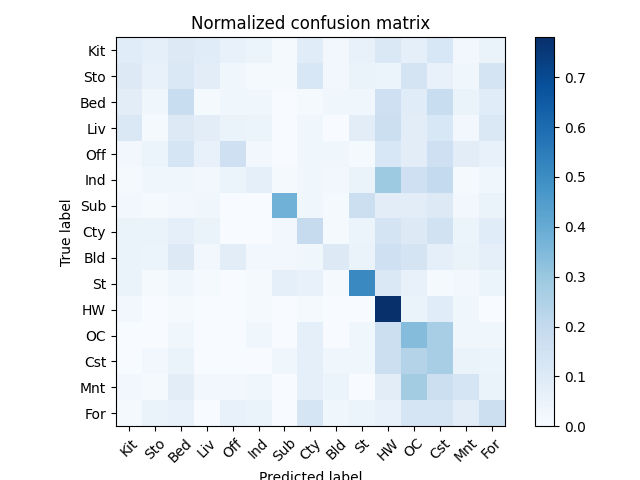 Normalized confusion matrix
True label
Kit
Sto
Bed
Liv
Off
Ind
Sub
Cty
Bld
St
HW
OC
Cst
Mnt
For
Kit Sto Bed Liv Off Ind Sub Cty Bld St HW OC Cst Mnt For
Predicted label
0.7
0.6
0.5
0.4
0.3
0.2
0.1
0.0